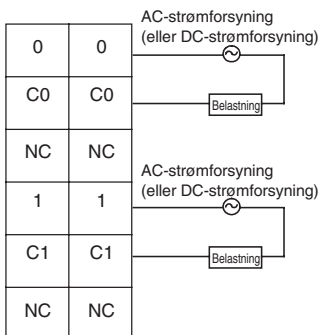 AC-strømforsyning
(eller DC-strømforsyning)
0 0
C0 C0
Belastning
NC NC
AC-strømforsyning
(eller DC-strømforsyning)
1 1
C1 C1
Belastning
NC NC